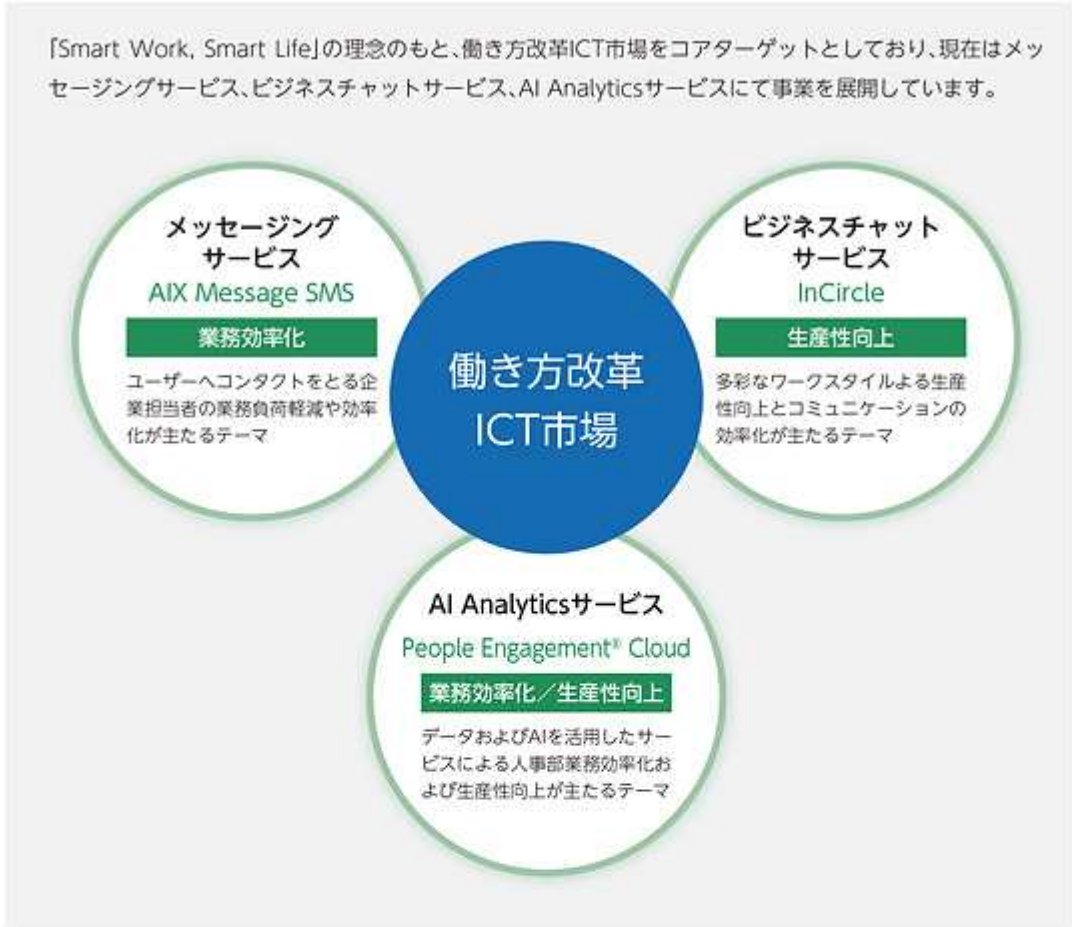 「Smart Work, Smart Life」の理念のもと、働き方改革ICT市場をコアターゲットとしており、現在はメッ
セージングサービス、ビジネスチャットサービス、AI Analyticsサービスにて事業を展開しています。
メッセージング
サービス
AIX Message SMS
業務効率化
ユーザーへコンタクトをとる企
業担当者の業務負荷軽減や効率
化が主たるテーマ
働き方改革
ICT市場
ビジネスチャット
サービス
InCircle
生産性向上
多彩なワークスタイルよる生産
性向上とコミュニケーションの
効率化が主たるテーマ
AI Analyticsサービス
People Engagement® Cloud
業務効率化／生産性向上
データおよびAIを活用したサー
ビスによる人事部業務効率化お
よび生産性向上が主たるテーマ